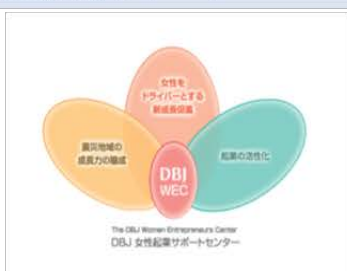 女性を
ドライバーとする
新成長図画
震災地域の
成長力の醸成
起業の活性化
DBJ
WEC
The DBJ Women Entrepreneurs Center
DBJ 女性起業サポートセンター